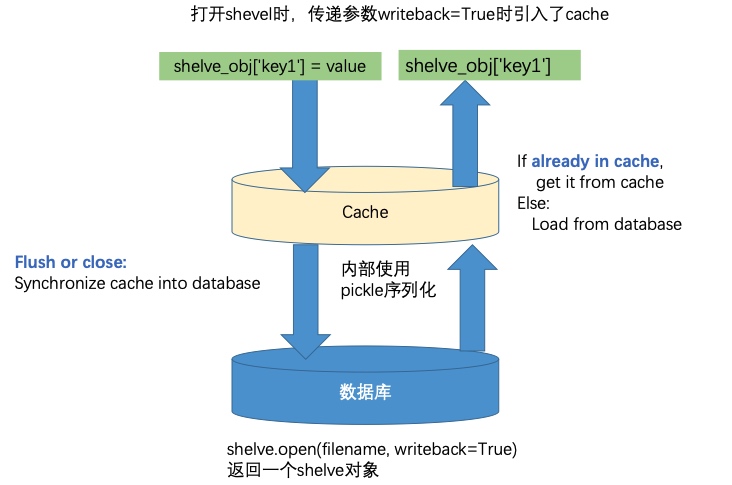 打开shevel时，传递参数writeback=True时引入了cache
shelve_obj['key1'] = value
shelve_obj['key1']
If already in cache,
get it from cache
Else:
Load from database
Cache
Flush or close:
Synchronize cache into database
内部使用
pickle序列化
数据库
shelve.open(filename, writeback=True)
返回一个shelve对象